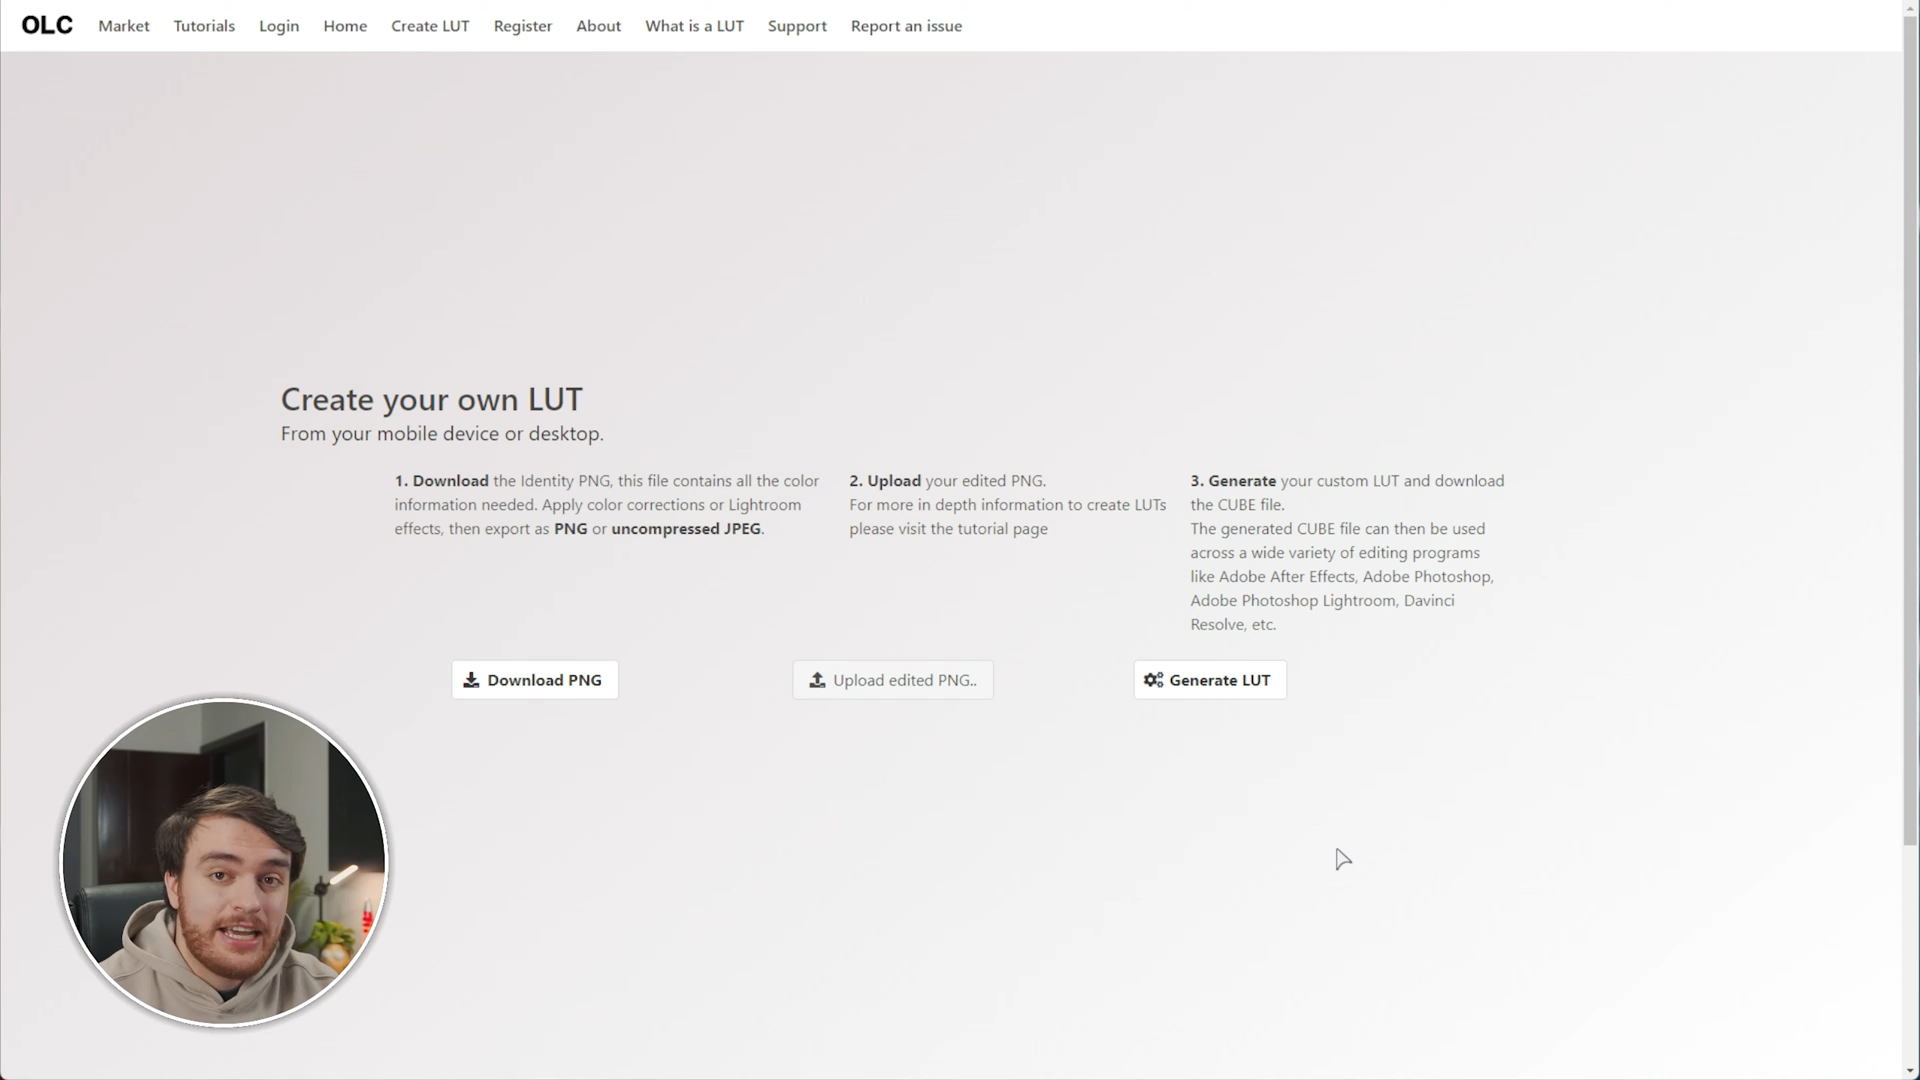 OLC Market Tutorials Login Home Create LUT Register About What is a LUT Support Report an issue
Create your own LUT
From your mobile device or desktop.
1. Download the Identity PNG, this file contains all the color
information needed. Apply color corrections or Lightroom
effects, then export as PNG or uncompressed JPEG.
2. Upload your edited PNG.
For more in depth information to create LUTs
please visit the tutorial page
3. Generate your custom LUT and download
the CUBE file.
The generated CUBE file can then be used
across a wide variety of editing programs
like Adobe After Effects, Adobe Photoshop,
Adobe Photoshop Lightroom, Davinci
Resolve, etc.
Download PNG
Upload edited PNG..
Generate LUT